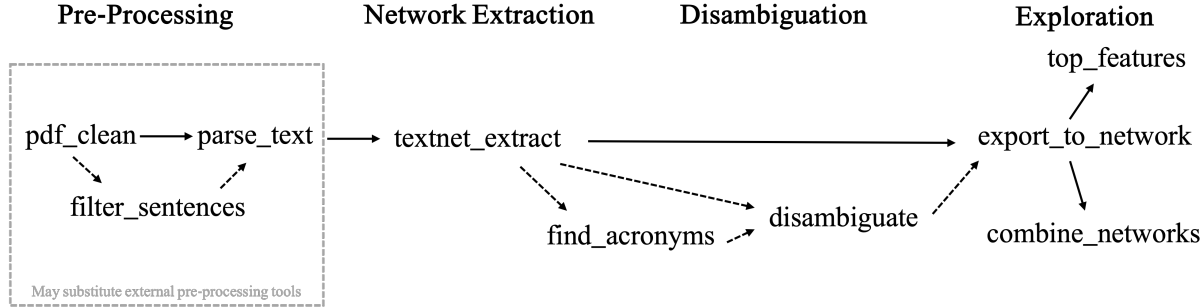 Pre-Processing
Network Extraction
Disambiguation
Exploration
top_features
pdf_clean
parse_text
textnet_extract
export_to_network
filter_sentences
find_acronyms
disambiguate
combine_networks
May substitute external pre-processing tools